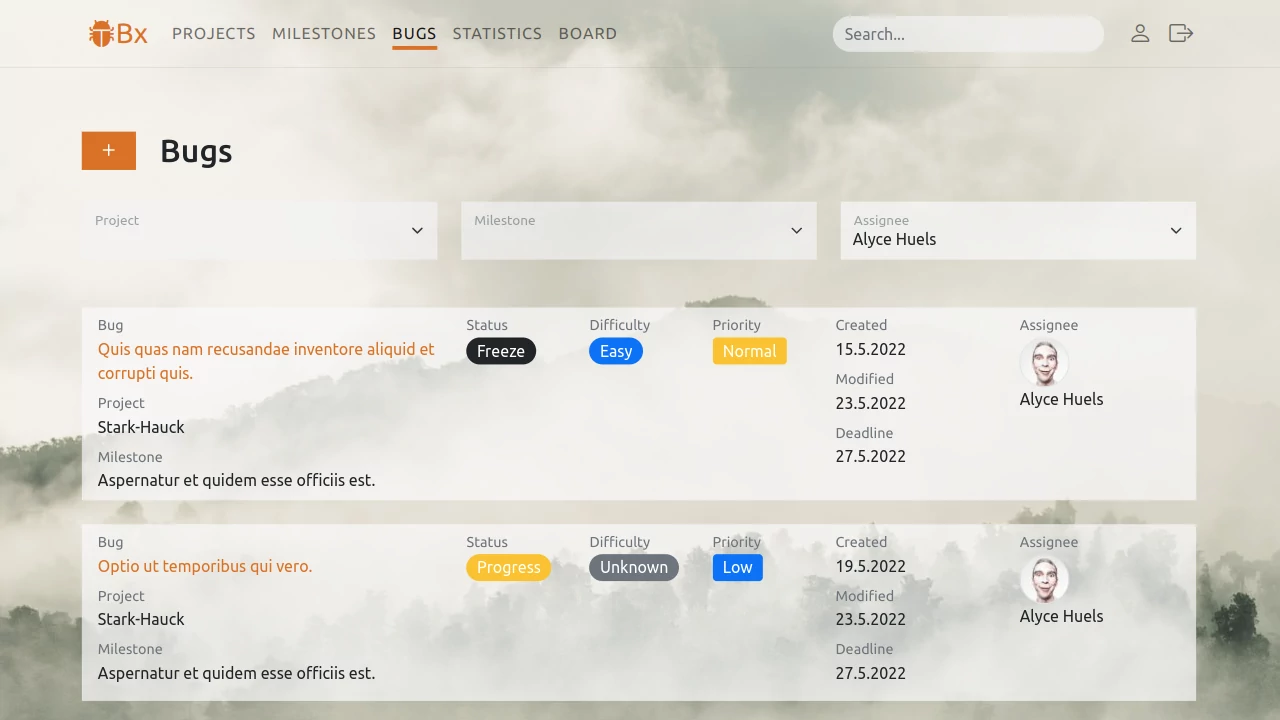 Bx PROJECTS MILESTONES BUGS STATISTICS BOARD Search...
+ Bugs
Project Milestone Assignee
Alyce Huels
Bug Status Difficulty Priority Created Assignee
Quis quas nam recusandae inventore aliquid et Freeze Easy Normal 15.5.2022
corrupti quis.
Modified
23.5.2022
Alyce Huels
Project
Stark-Hauck
Deadline
27.5.2022
Milestone
Aspernatur et quidem esse officiis est.
Bug Status Difficulty Priority Created Assignee
Optio ut temporibus qui vero. Progress Unknown Low 19.5.2022
Project Modified
Stark-Hauck 23.5.2022 Alyce Huels
Milestone Deadline
Aspernatur et quidem esse officiis est. 27.5.2022